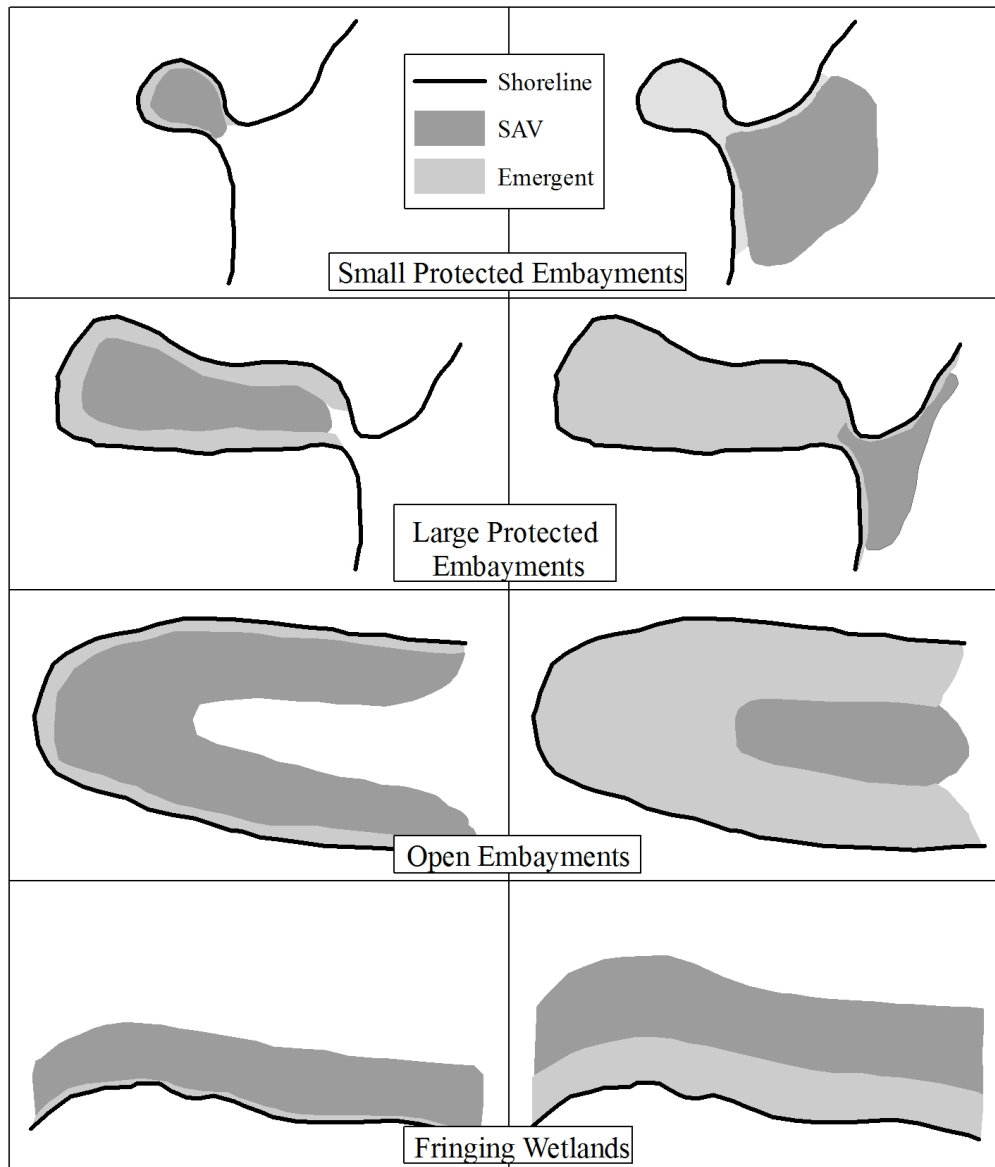 Shoreline
SAV
Emergent
Small Protected Embayments
Large Protected
Embayments
Open Embayments
Fringing Wetlands